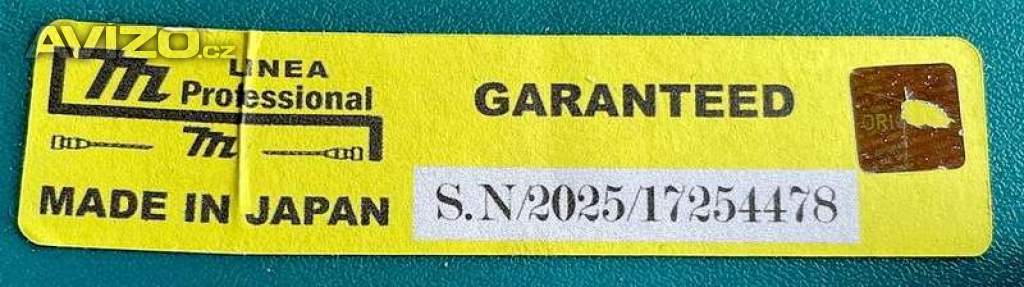 AVIZO.cz
m LINEA
Professional
m
MADE IN JAPAN
GARANTEED
S.N/2025/17254478